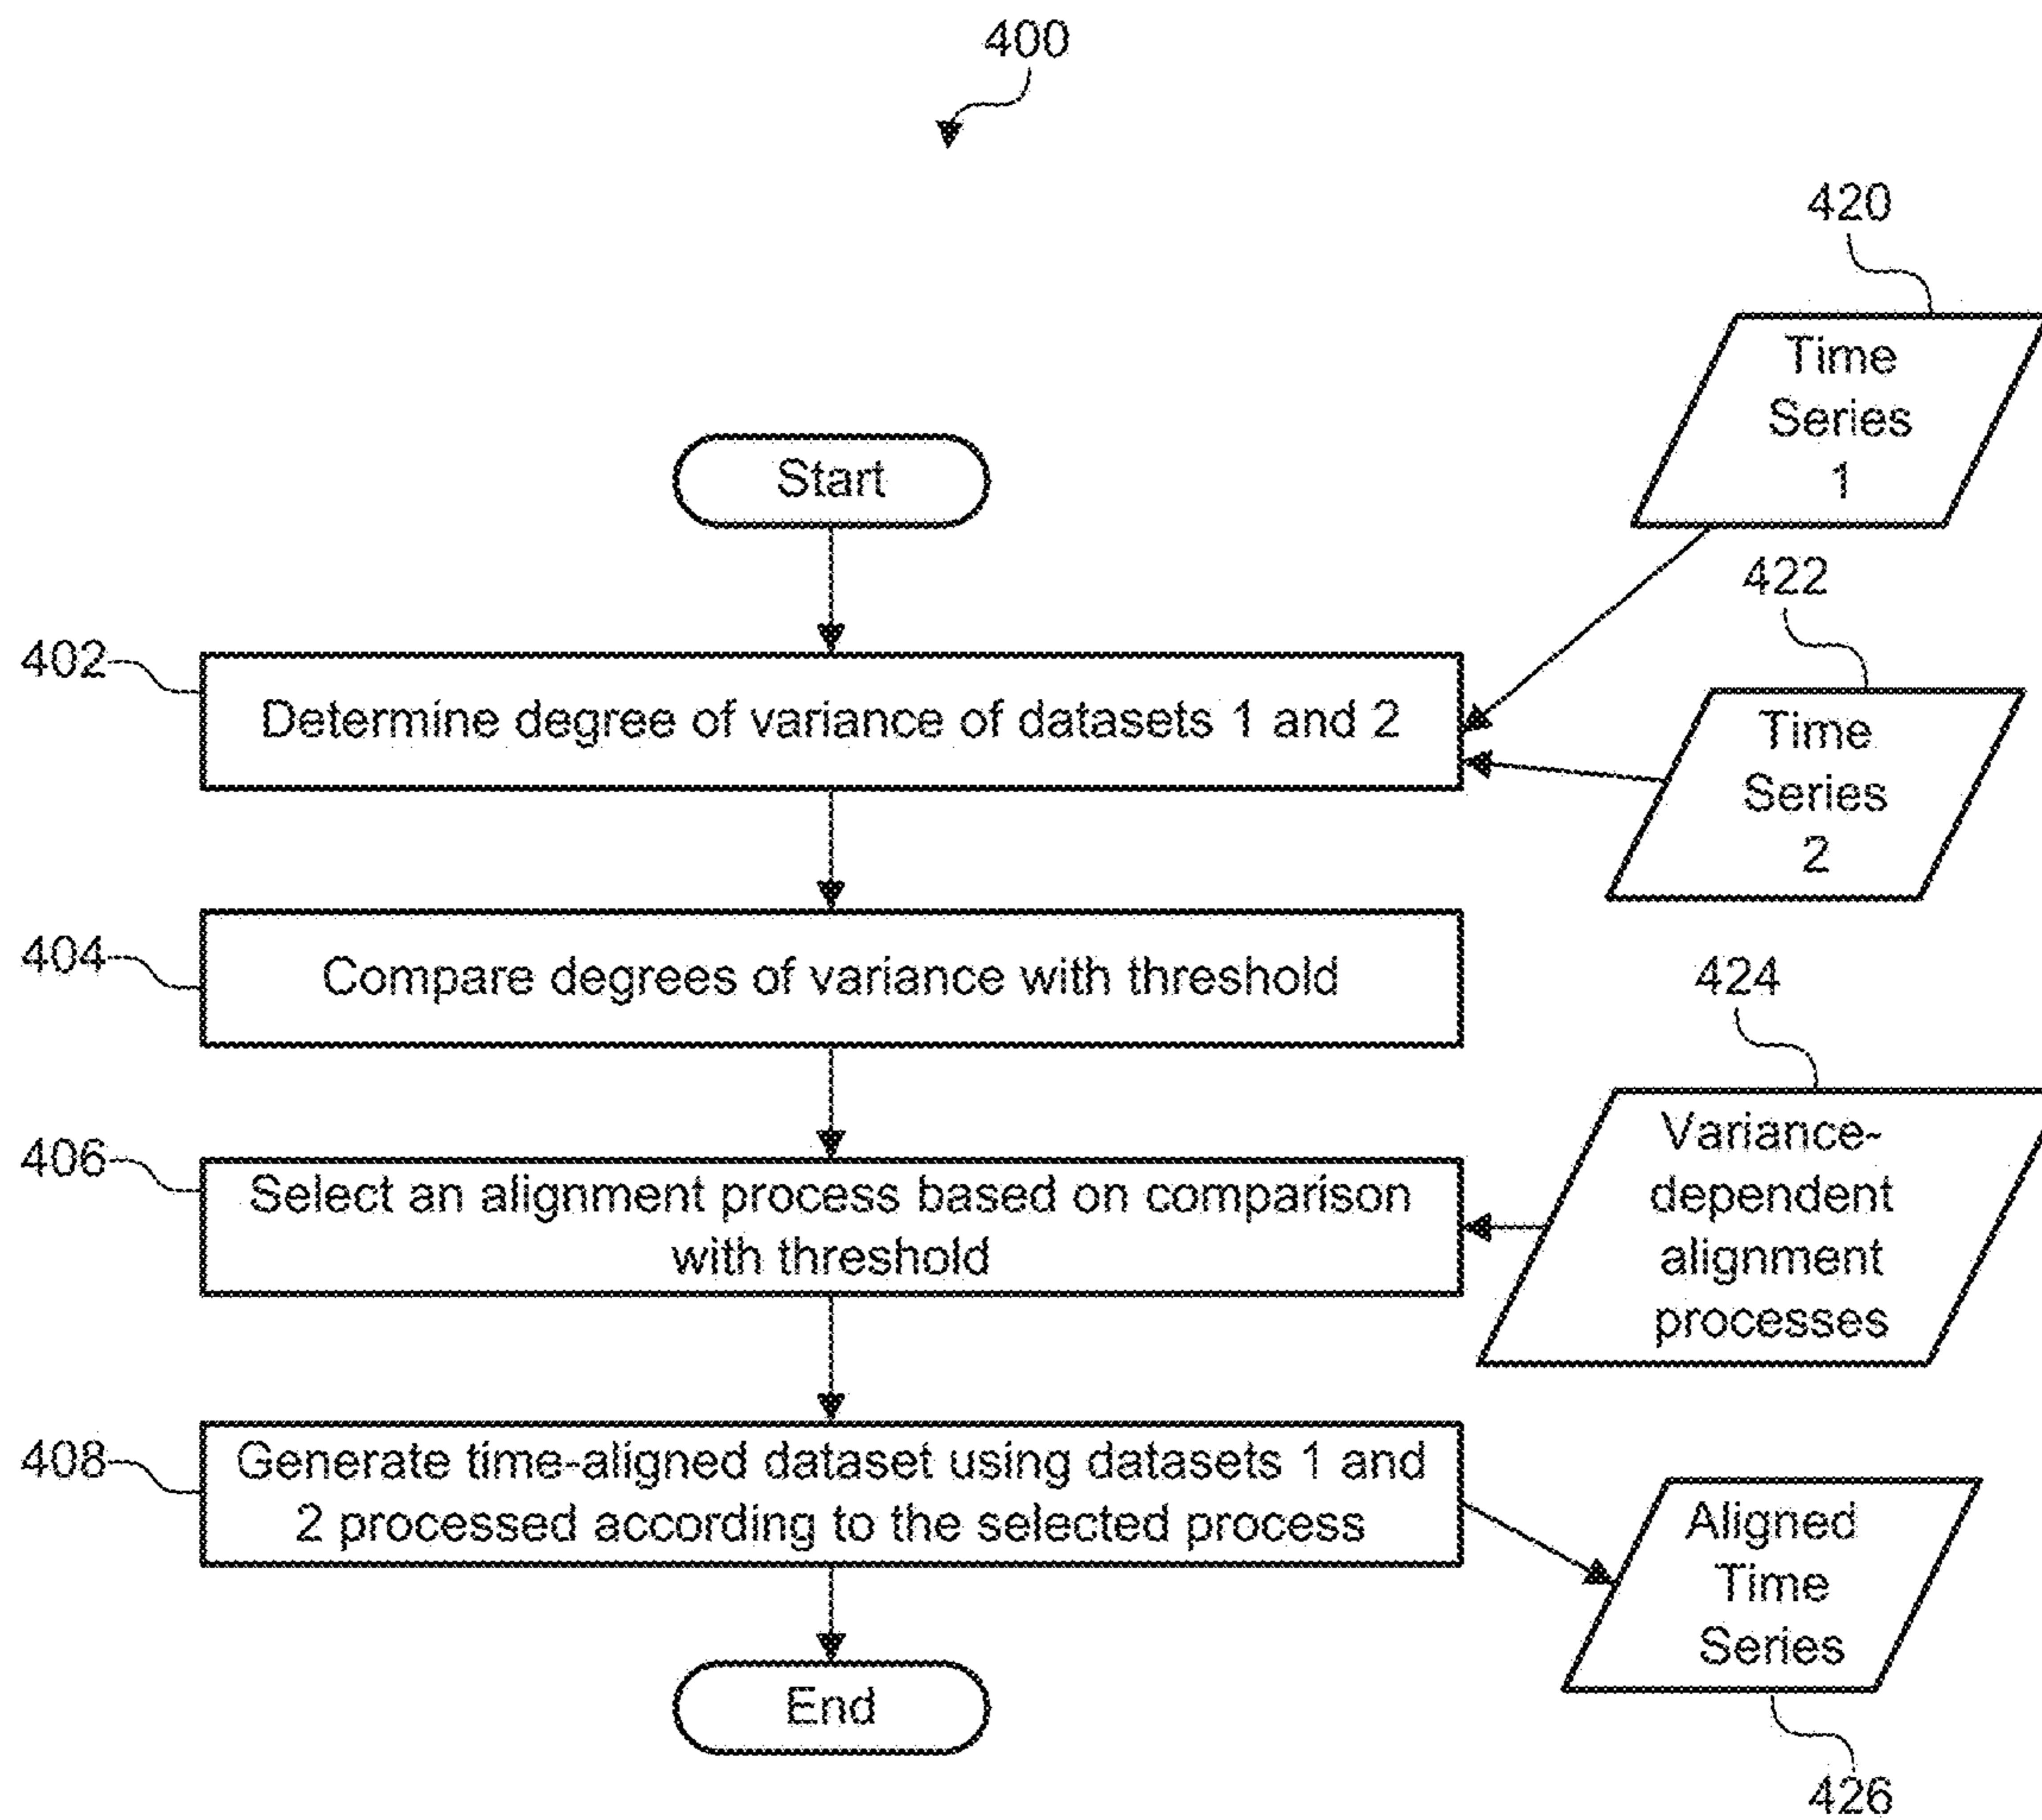 400
420
Time
Series
1
Start
422
402
Determine degree of variance of datasets 1 and 2
Time
Series
2
404
Compare degrees of variance with threshold
424
406
Select an alignment process based on comparison
with threshold
Variance-
dependent
alignment
processes
408
Generate time-aligned dataset using datasets 1 and
2 processed according to the selected process
Aligned
Time
Series
End
426